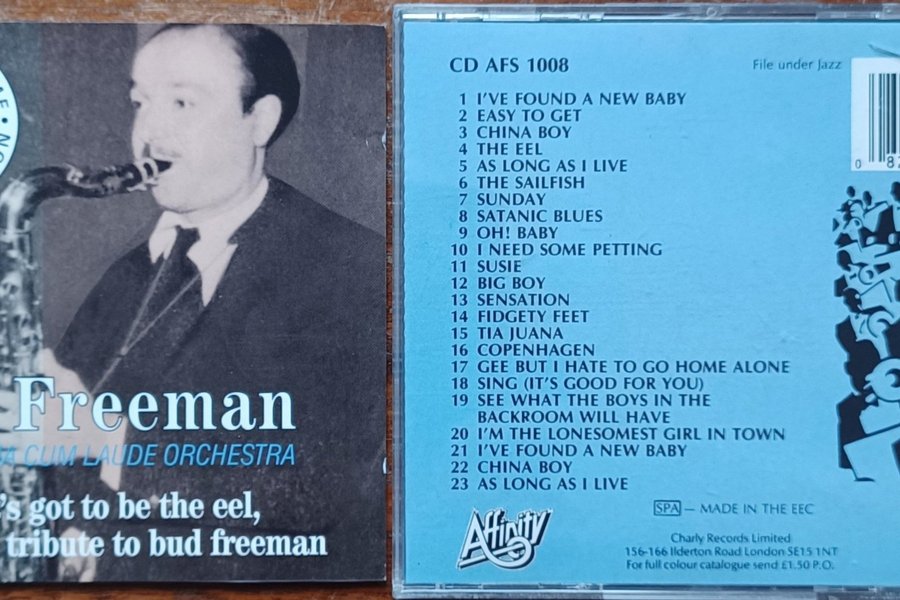 Freeman
CUM LAUDE ORCHESTRA
's got to be the eel,
tribute to bud freeman
CD AFS 1008
File under Jazz
1 I'VE FOUND A NEW BABY
2 EASY TO GET
3 CHINA BOY
4 THE EEL
5 AS LONG AS I LIVE
6 THE SAILFISH
7 SUNDAY
8 SATANIC BLUES
9 OH! BABY
10 I NEED SOME PETTING
11 SUSIE
12 BIG BOY
13 SENSATION
14 FIDGETY FEET
15 TIA JUANA
16 COPENHAGEN
17 GEE BUT I HATE TO GO HOME ALONE
18 SING (IT'S GOOD FOR YOU)
19 SEE WHAT THE BOYS IN THE
BACKROOM WILL HAVE
20 I'M THE LONESOMEST GIRL IN TOWN
21 I'VE FOUND A NEW BABY
22 CHINA BOY
23 AS LONG AS I LIVE
SPA – MADE IN THE EEC
Affinity
Charly Records Limited
156-166 Ilderton Road London SE15 1NT
For full colour catalogue send £1.50 P.O.